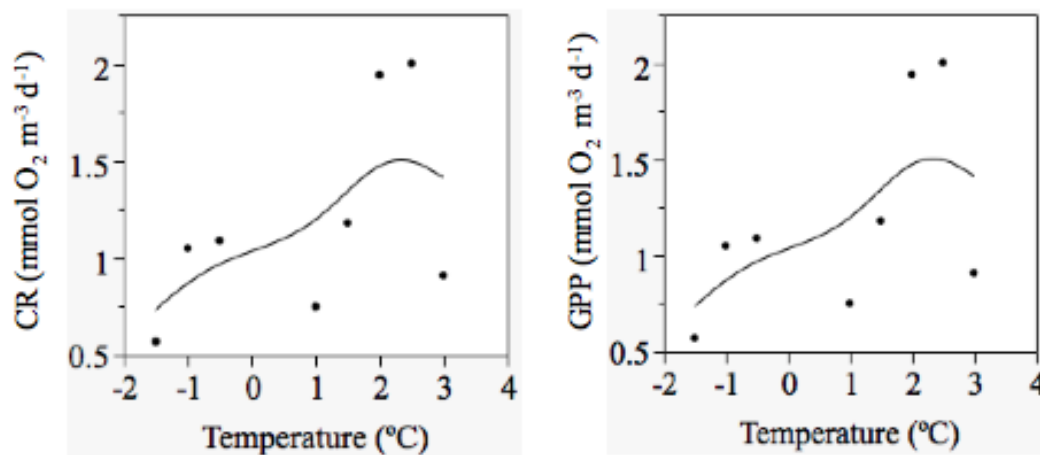 CR (mmol O₂ m⁻³ d⁻¹)
2
1.5
1
0.5
-2 -1 0 1 2 3 4
Temperature (ºC)
GPP (mmol O₂ m⁻³ d⁻¹)
2
1.5
1
0.5
-2 -1 0 1 2 3 4
Temperature (ºC)